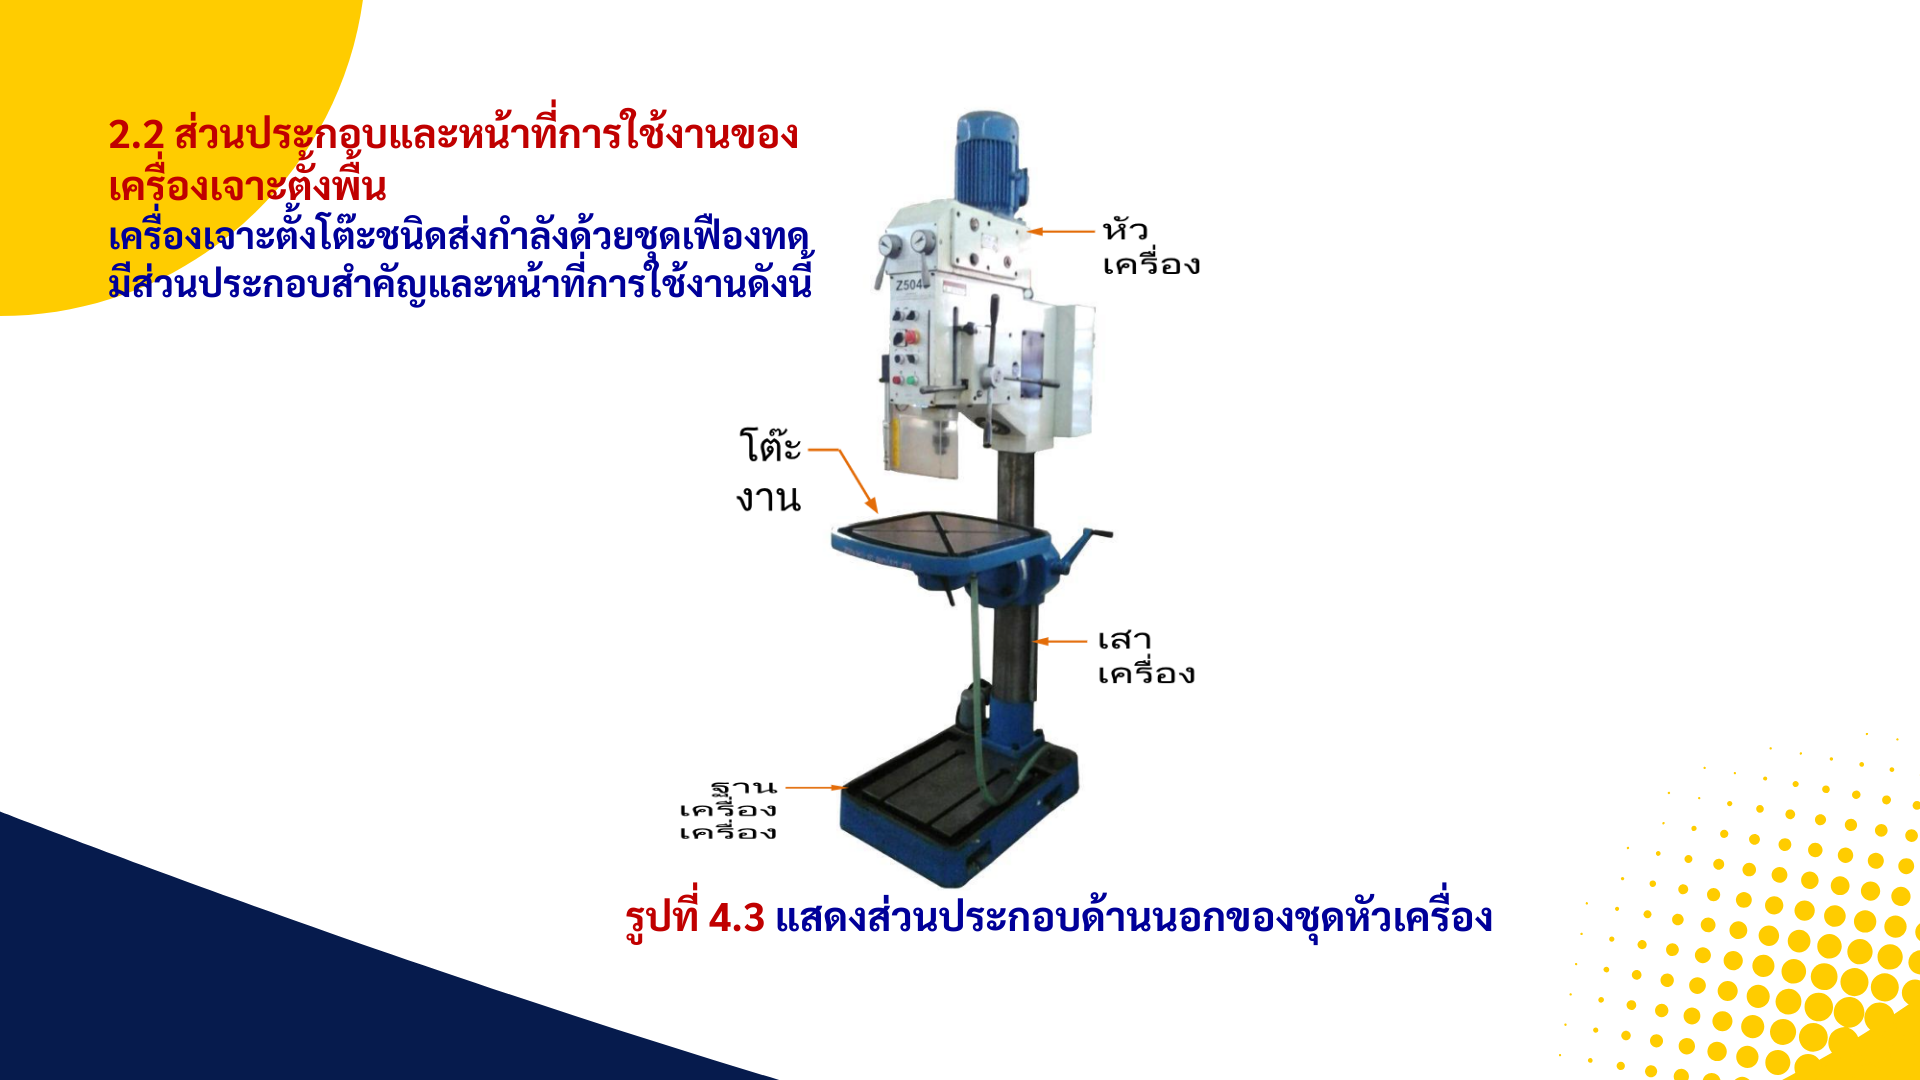 2.2 ส่วนประกอบและหน้าที่การใช้งานของ
เครื่องเจาะตั้งพื้น
เครื่องเจาะตั้งโต๊ะชนิดส่งกำลังด้วยชุดเฟืองทด
มีส่วนประกอบสำคัญและหน้าที่การใช้งานดังนี้
หัว
เครื่อง
Z504
โต๊ะ
งาน
เสา
เครื่อง
ฐาน
เครื่อง
เครื่อง
รูปที่ 4.3 แสดงส่วนประกอบด้านนอกของชุดหัวเครื่อง